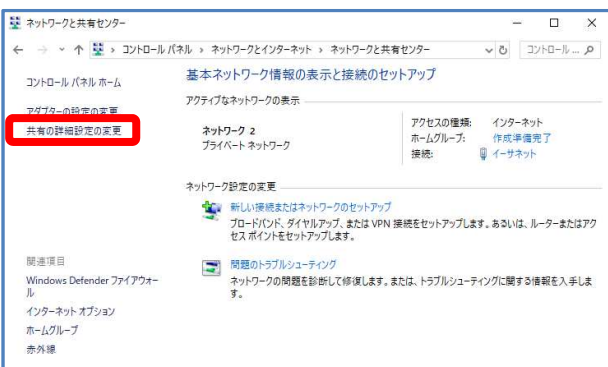 ネットワークと共有センター
コントロール パネル › ネットワークとインターネット › ネットワークと共有センター
コントロール ...
コントロール パネル ホーム
アダプターの設定の変更
共有の詳細設定の変更
基本ネットワーク情報の表示と接続のセットアップ
アクティブなネットワークの表示
ネットワーク 2
プライベート ネットワーク
アクセスの種類: インターネット
ホームグループ: 作成準備完了
接続: イーサネット
ネットワーク設定の変更
新しい接続またはネットワークのセットアップ
ブロードバンド、ダイヤルアップ、または VPN 接続をセットアップします。あるいは、ルーターまたはアク
セス ポイントをセットアップします。
問題のトラブルシューティング
ネットワークの問題を診断して修復します。または、トラブルシューティングに関する情報を入手しま
す。
関連項目
Windows Defender ファイアウォー
ル
インターネット オプション
ホームグループ
赤外線